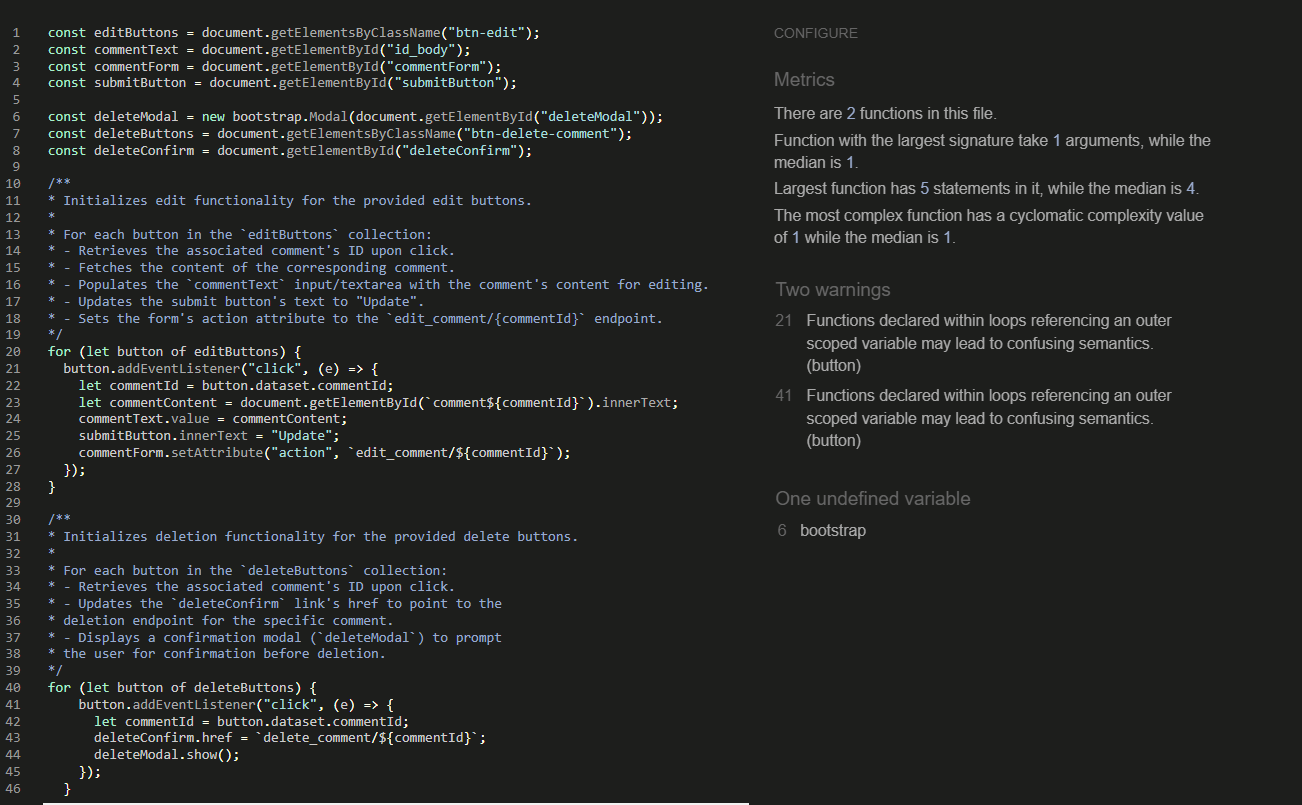 1 const editButtons = document.getElementsByClassName("btn-edit");
2 const commentText = document.getElementById("id_body");
3 const commentForm = document.getElementById("commentForm");
4 const submitButton = document.getElementById("submitButton");
5
6 const deleteModal = new bootstrap.Modal(document.getElementById("deleteModal"));
7 const deleteButtons = document.getElementsByClassName("btn-delete-comment");
8 const deleteConfirm = document.getElementById("deleteConfirm");
9
10 /**
11 * Initializes edit functionality for the provided edit buttons.
12 *
13 * For each button in the `editButtons` collection:
14 * - Retrieves the associated comment's ID upon click.
15 * - Fetches the content of the corresponding comment.
16 * - Populates the `commentText` input/textarea with the comment's content for editing.
17 * - Updates the submit button's text to "Update".
18 * - Sets the form's action attribute to the `edit_comment/{commentId}` endpoint.
19 */
20 for (let button of editButtons) {
21   button.addEventListener("click", (e) => {
22     let commentId = button.dataset.commentId;
23     let commentContent = document.getElementById(`comment${commentId}`).innerText;
24     commentText.value = commentContent;
25     submitButton.innerText = "Update";
26     commentForm.setAttribute("action", `edit_comment/${commentId}`);
27   });
28 }
29
30 /**
31 * Initializes deletion functionality for the provided delete buttons.
32 *
33 * For each button in the `deleteButtons` collection:
34 * - Retrieves the associated comment's ID upon click.
35 * - Updates the `deleteConfirm` link's href to point to the
36 * deletion endpoint for the specific comment.
37 * - Displays a confirmation modal (`deleteModal`) to prompt
38 * the user for confirmation before deletion.
39 */
40 for (let button of deleteButtons) {
41     button.addEventListener("click", (e) => {
42       let commentId = button.dataset.commentId;
43       deleteConfirm.href = `delete_comment/${commentId}`;
44       deleteModal.show();
45     });
46   }
CONFIGURE
Metrics
There are 2 functions in this file.
Function with the largest signature take 1 arguments, while the
median is 1.
Largest function has 5 statements in it, while the median is 4.
The most complex function has a cyclomatic complexity value
of 1 while the median is 1.
Two warnings
21 Functions declared within loops referencing an outer
scoped variable may lead to confusing semantics.
(button)
41 Functions declared within loops referencing an outer
scoped variable may lead to confusing semantics.
(button)
One undefined variable
6 bootstrap